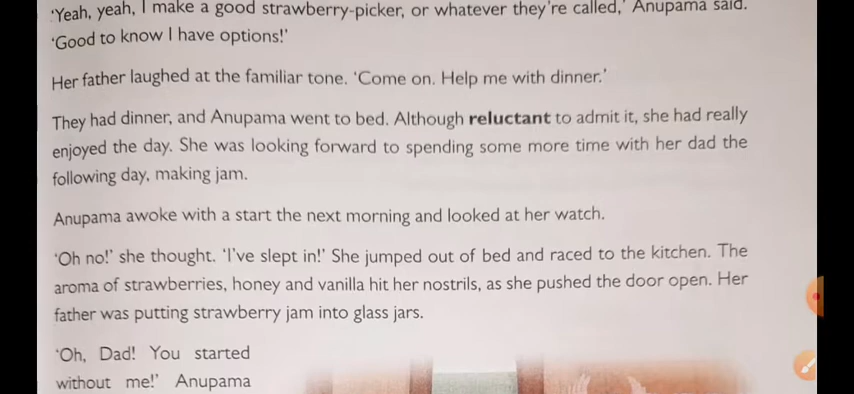 ‘Yeah, yeah, I make a good strawberry-picker, or whatever they’re called,’ Anupama said.
‘Good to know I have options!’
Her father laughed at the familiar tone. ‘Come on. Help me with dinner.’
They had dinner, and Anupama went to bed. Although reluctant to admit it, she had really
enjoyed the day. She was looking forward to spending some more time with her dad the
following day, making jam.
Anupama awoke with a start the next morning and looked at her watch.
‘Oh no!’ she thought. ‘I’ve slept in!’ She jumped out of bed and raced to the kitchen. The
aroma of strawberries, honey and vanilla hit her nostrils, as she pushed the door open. Her
father was putting strawberry jam into glass jars.
‘Oh, Dad! You started
without me!’ Anupama